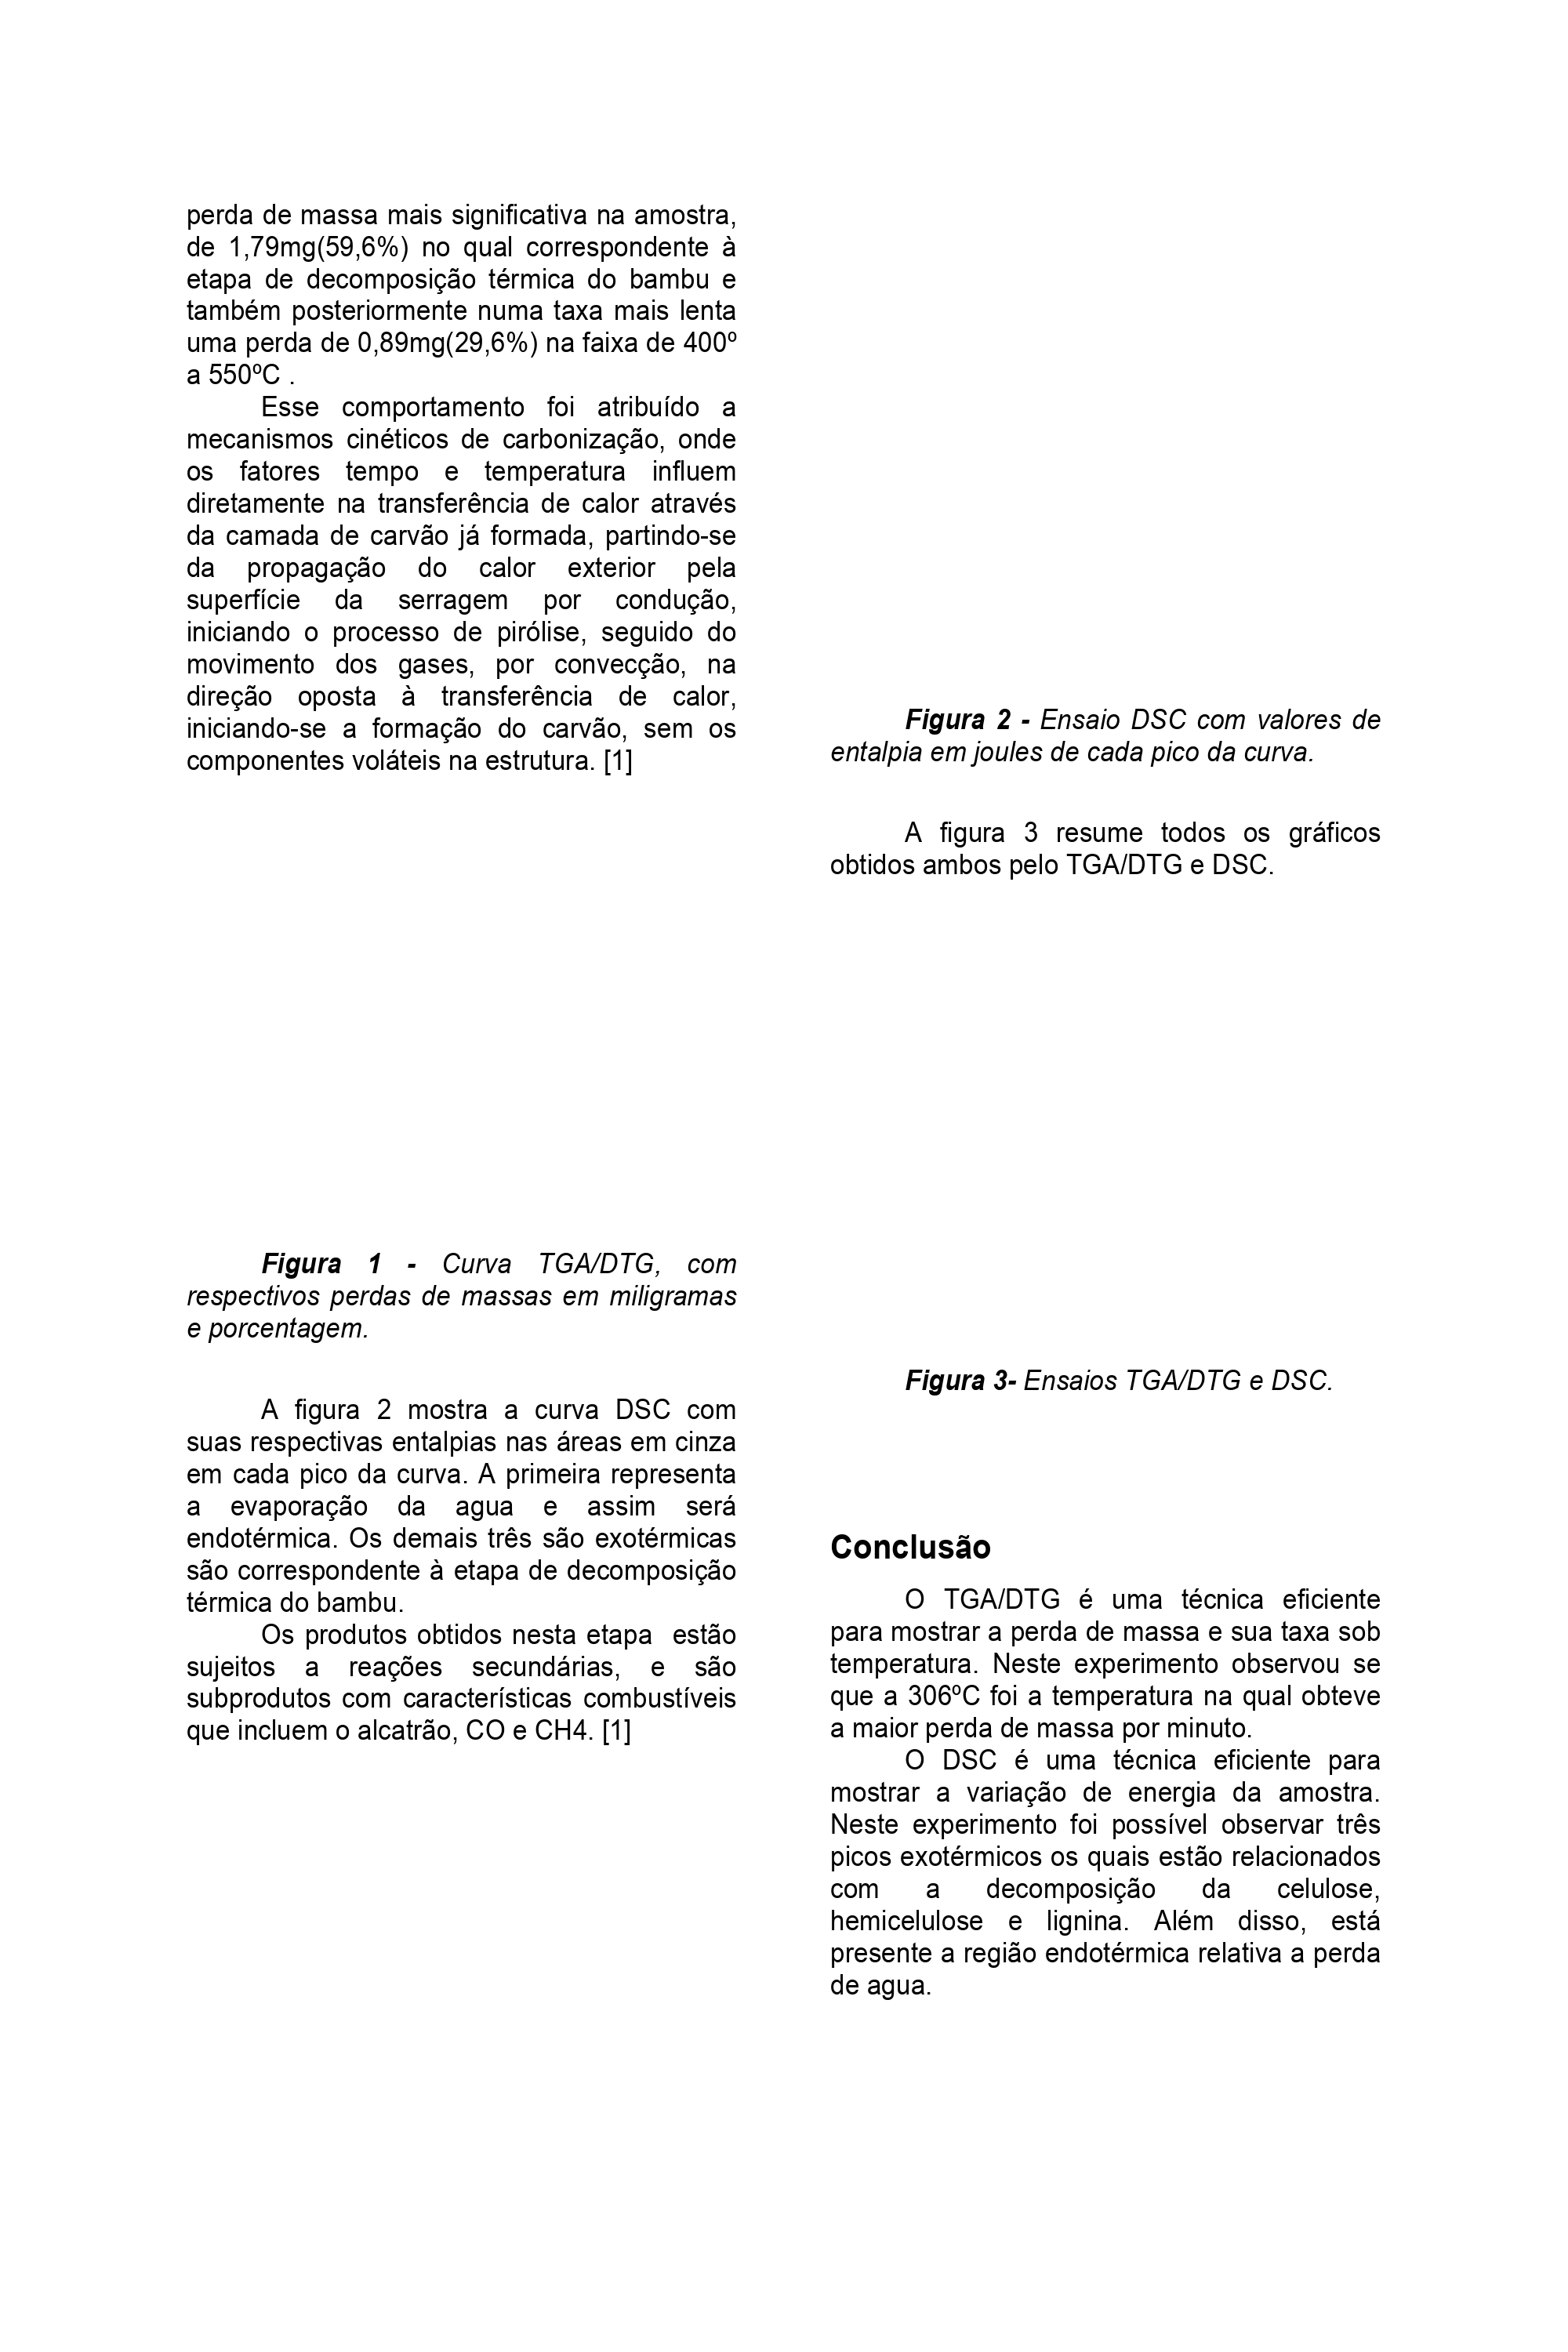 perda de massa mais significativa na amostra,
de 1,79mg(59,6%) no qual correspondente à
etapa de decomposição térmica do bambu e
também posteriormente numa taxa mais lenta
uma perda de 0,89mg(29,6%) na faixa de 400º
a 550ºC .
Esse comportamento foi atribuído a
mecanismos cinéticos de carbonização, onde
os fatores tempo e temperatura influem
diretamente na transferência de calor através
da camada de carvão já formada, partindo-se
da propagação do calor exterior pela
superfície da serragem por condução,
iniciando o processo de pirólise, seguido do
movimento dos gases, por convecção, na
direção oposta à transferência de calor,
iniciando-se a formação do carvão, sem os
componentes voláteis na estrutura. [1]
Figura 1 - Curva TGA/DTG, com
respectivos perdas de massas em miligramas
e porcentagem.
A figura 2 mostra a curva DSC com
suas respectivas entalpias nas áreas em cinza
em cada pico da curva. A primeira representa
a evaporação da agua e assim será
endotérmica. Os demais três são exotérmicas
são correspondente à etapa de decomposição
térmica do bambu.
Os produtos obtidos nesta etapa estão
sujeitos a reações secundárias, e são
subprodutos com características combustíveis
que incluem o alcatrão, CO e CH4. [1]
Figura 2 - Ensaio DSC com valores de
entalpia em joules de cada pico da curva.
A figura 3 resume todos os gráficos
obtidos ambos pelo TGA/DTG e DSC.
Figura 3- Ensaios TGA/DTG e DSC.
Conclusão
O TGA/DTG é uma técnica eficiente
para mostrar a perda de massa e sua taxa sob
temperatura. Neste experimento observou se
que a 306ºC foi a temperatura na qual obteve
a maior perda de massa por minuto.
O DSC é uma técnica eficiente para
mostrar a variação de energia da amostra.
Neste experimento foi possível observar três
picos exotérmicos os quais estão relacionados
com a decomposição da celulose,
hemicelulose e lignina. Além disso, está
presente a região endotérmica relativa a perda
de agua.